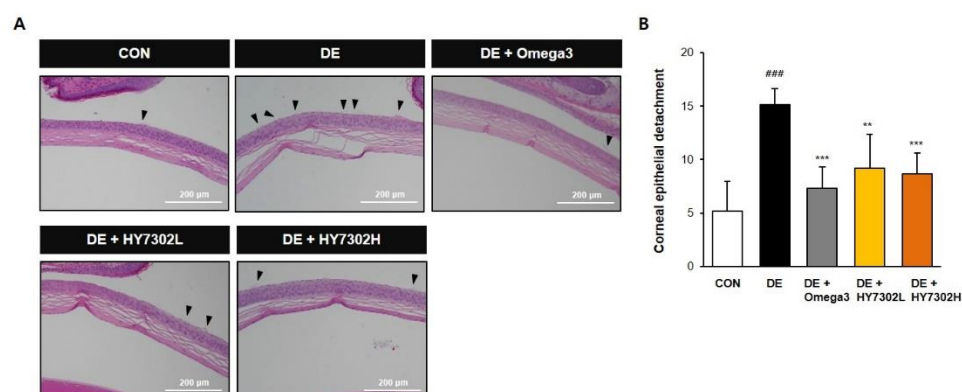 A
CON
DE
DE + Omega3
200 μm
200 μm
200 μm
DE + HY7302L
DE + HY7302H
200 μm
200 μm
B
Corneal epithelial detachment
20
15
10
5
0
###
***
**
***
CON
DE
DE +
Omega3
DE +
HY7302L
DE +
HY7302H